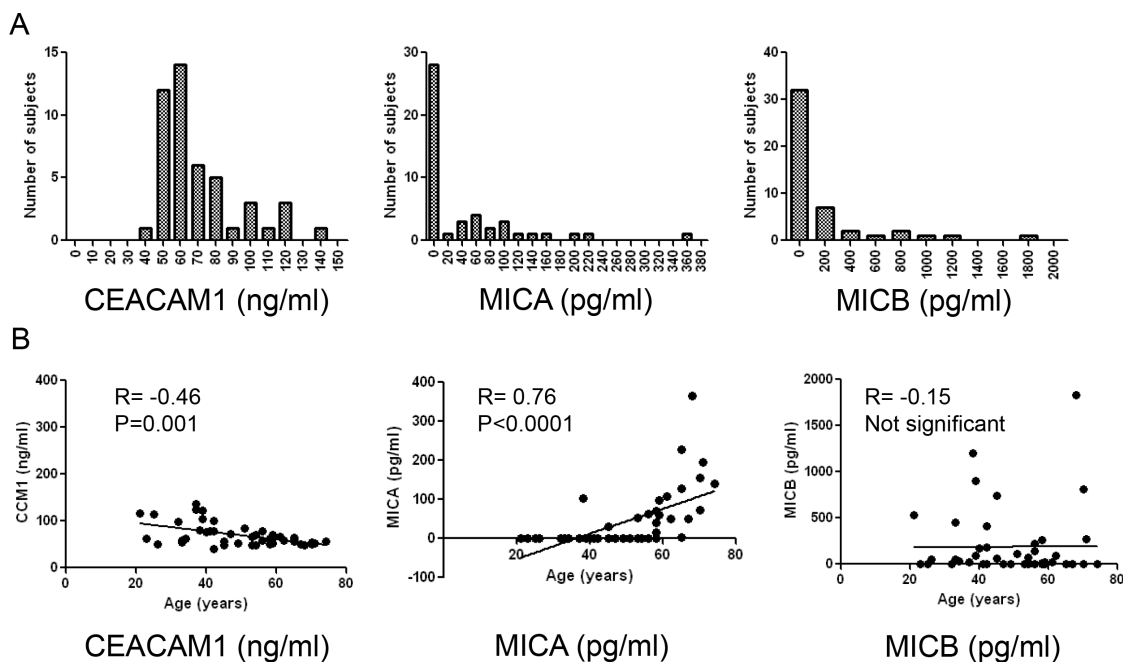 A
15
10
5
0
Number of subjects
0 10 20 30 40 50 60 70 80 90 100 110 120 140 150
CEACAM1 (ng/ml)
30
20
10
0
Number of subjects
0 20 40 60 80 100 120 140 160 200 220 260 280 300 320 340 360 380
MICA (pg/ml)
40
30
20
10
0
Number of subjects
0 200 400 600 800 1000 1200 1400 1600 1800 2000
MICB (pg/ml)
B
R= -0.46
P=0.001
400
300
200
100
0
CCM1 (ng/ml)
0 20 40 60 80
Age (years)
CEACAM1 (ng/ml)
R= 0.76
P<0.0001
400
300
200
100
0
-100
MICA (pg/ml)
20 40 60 80
Age (years)
MICA (pg/ml)
R= -0.15
Not significant
2000
1500
1000
500
0
MICB (pg/ml)
0 20 40 60 80
Age (years)
MICB (pg/ml)